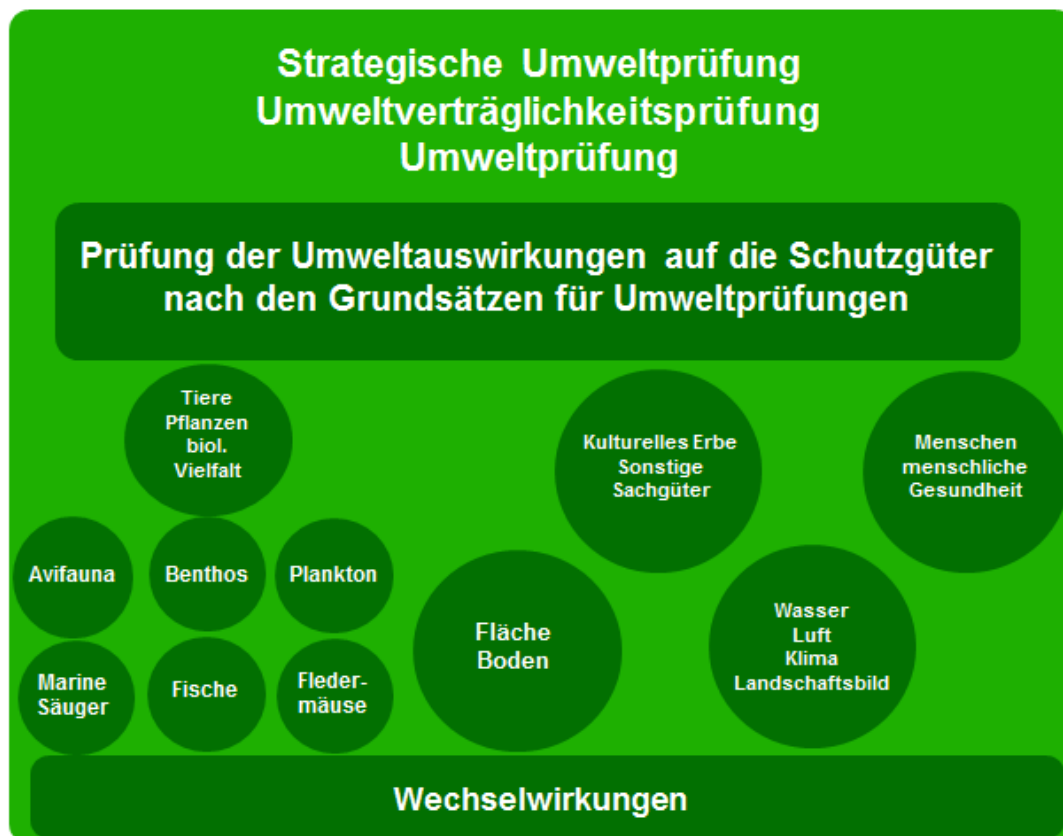 Strategische Umweltprüfung
Umweltverträglichkeitsprüfung
Umweltprüfung
Prüfung der Umweltauswirkungen auf die Schutzgüter
nach den Grundsätzen für Umweltprüfungen
Tiere
Pflanzen
biol.
Vielfalt
Kulturelles Erbe
Sonstige
Sachgüter
Menschen
menschliche
Gesundheit
Avifauna
Benthos
Plankton
Marine
Säuger
Fische
Fleder-
mäuse
Fläche
Boden
Wasser
Luft
Klima
Landschaftsbild
Wechselwirkungen